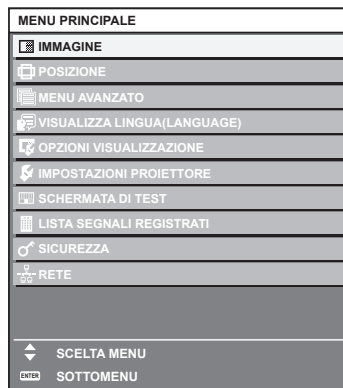 MENU PRINCIPALE
IMMAGINE
POSIZIONE
MENU AVANZATO
VISUALIZZA LINGUA(LANGUAGE)
OPZIONI VISUALIZZAZIONE
IMPOSTAZIONI PROIETTORE
SCHERMATA DI TEST
LISTA SEGNALI REGISTRATI
SICUREZZA
RETE
SCELTA MENU
ENTER SOTTOMENU